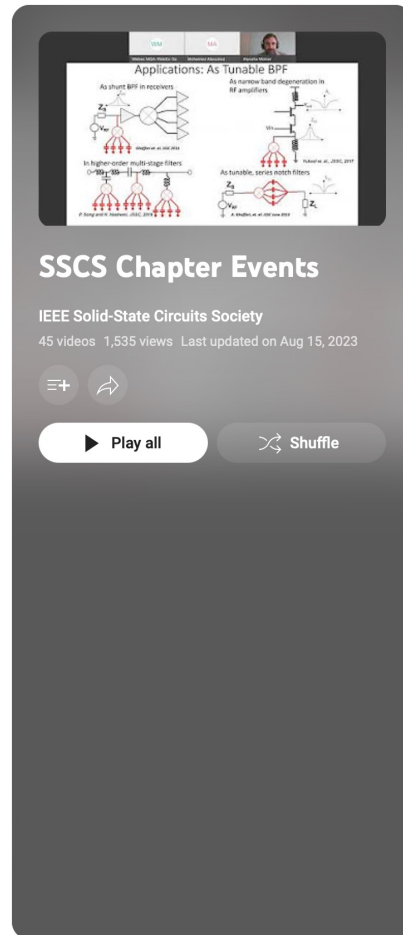 WM
MA
Applications: As Tunable BPF
As shunt BPF in receivers
As narrow band degeneration in
RF amplifiers
In higher-order multi-stage filters
As tunable, series notch filters
SSCS Chapter Events
IEEE Solid-State Circuits Society
45 videos 1,535 views Last updated on Aug 15, 2023
Play all
Shuffle